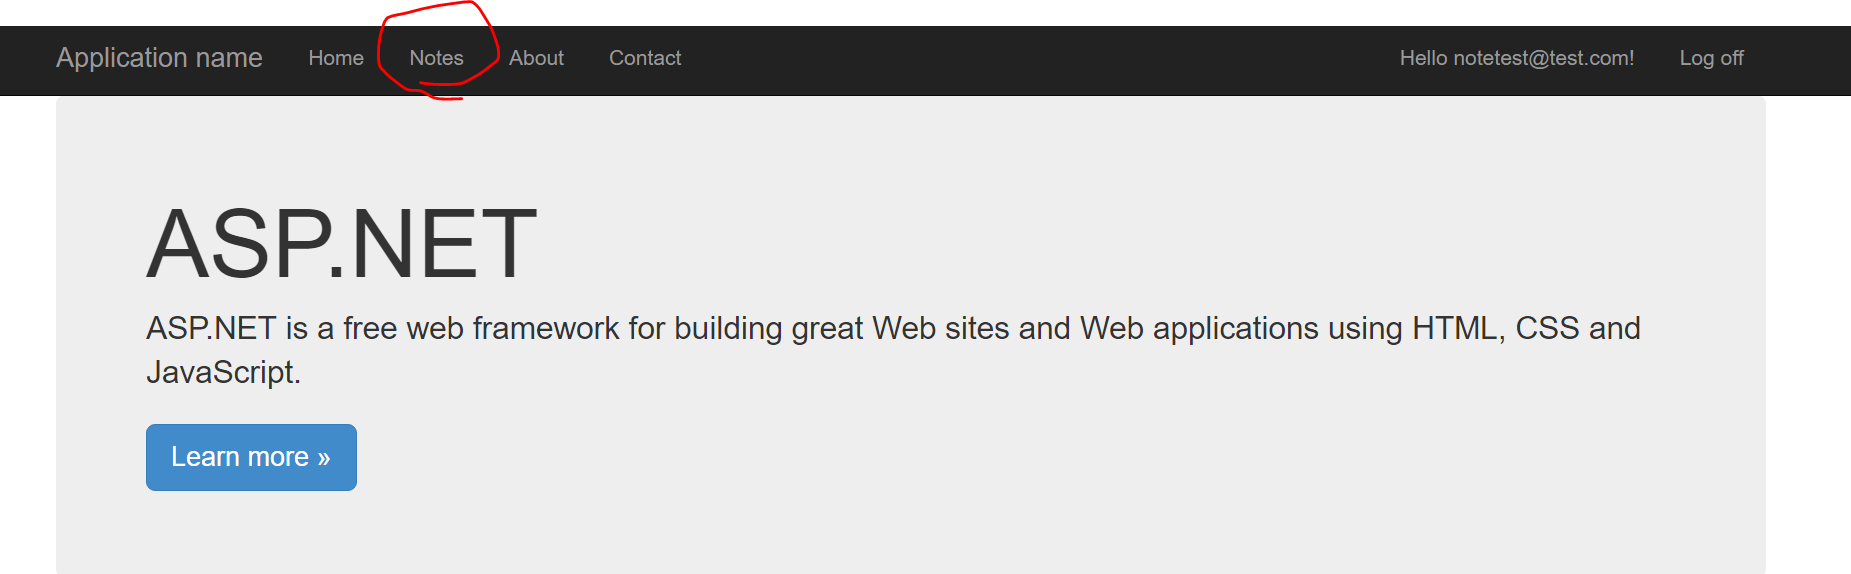 Application name Home Notes About Contact Hello notetest@test.com! Log off
ASP.NET
ASP.NET is a free web framework for building great Web sites and Web applications using HTML, CSS and
JavaScript.
Learn more »